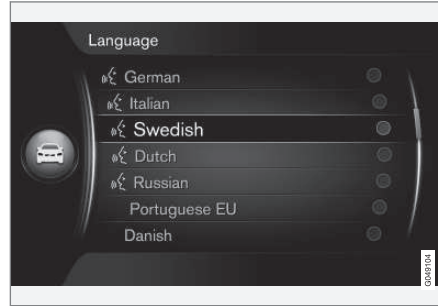 Language
German
Italian
Swedish
Dutch
Russian
Portuguese EU
Danish
G049104